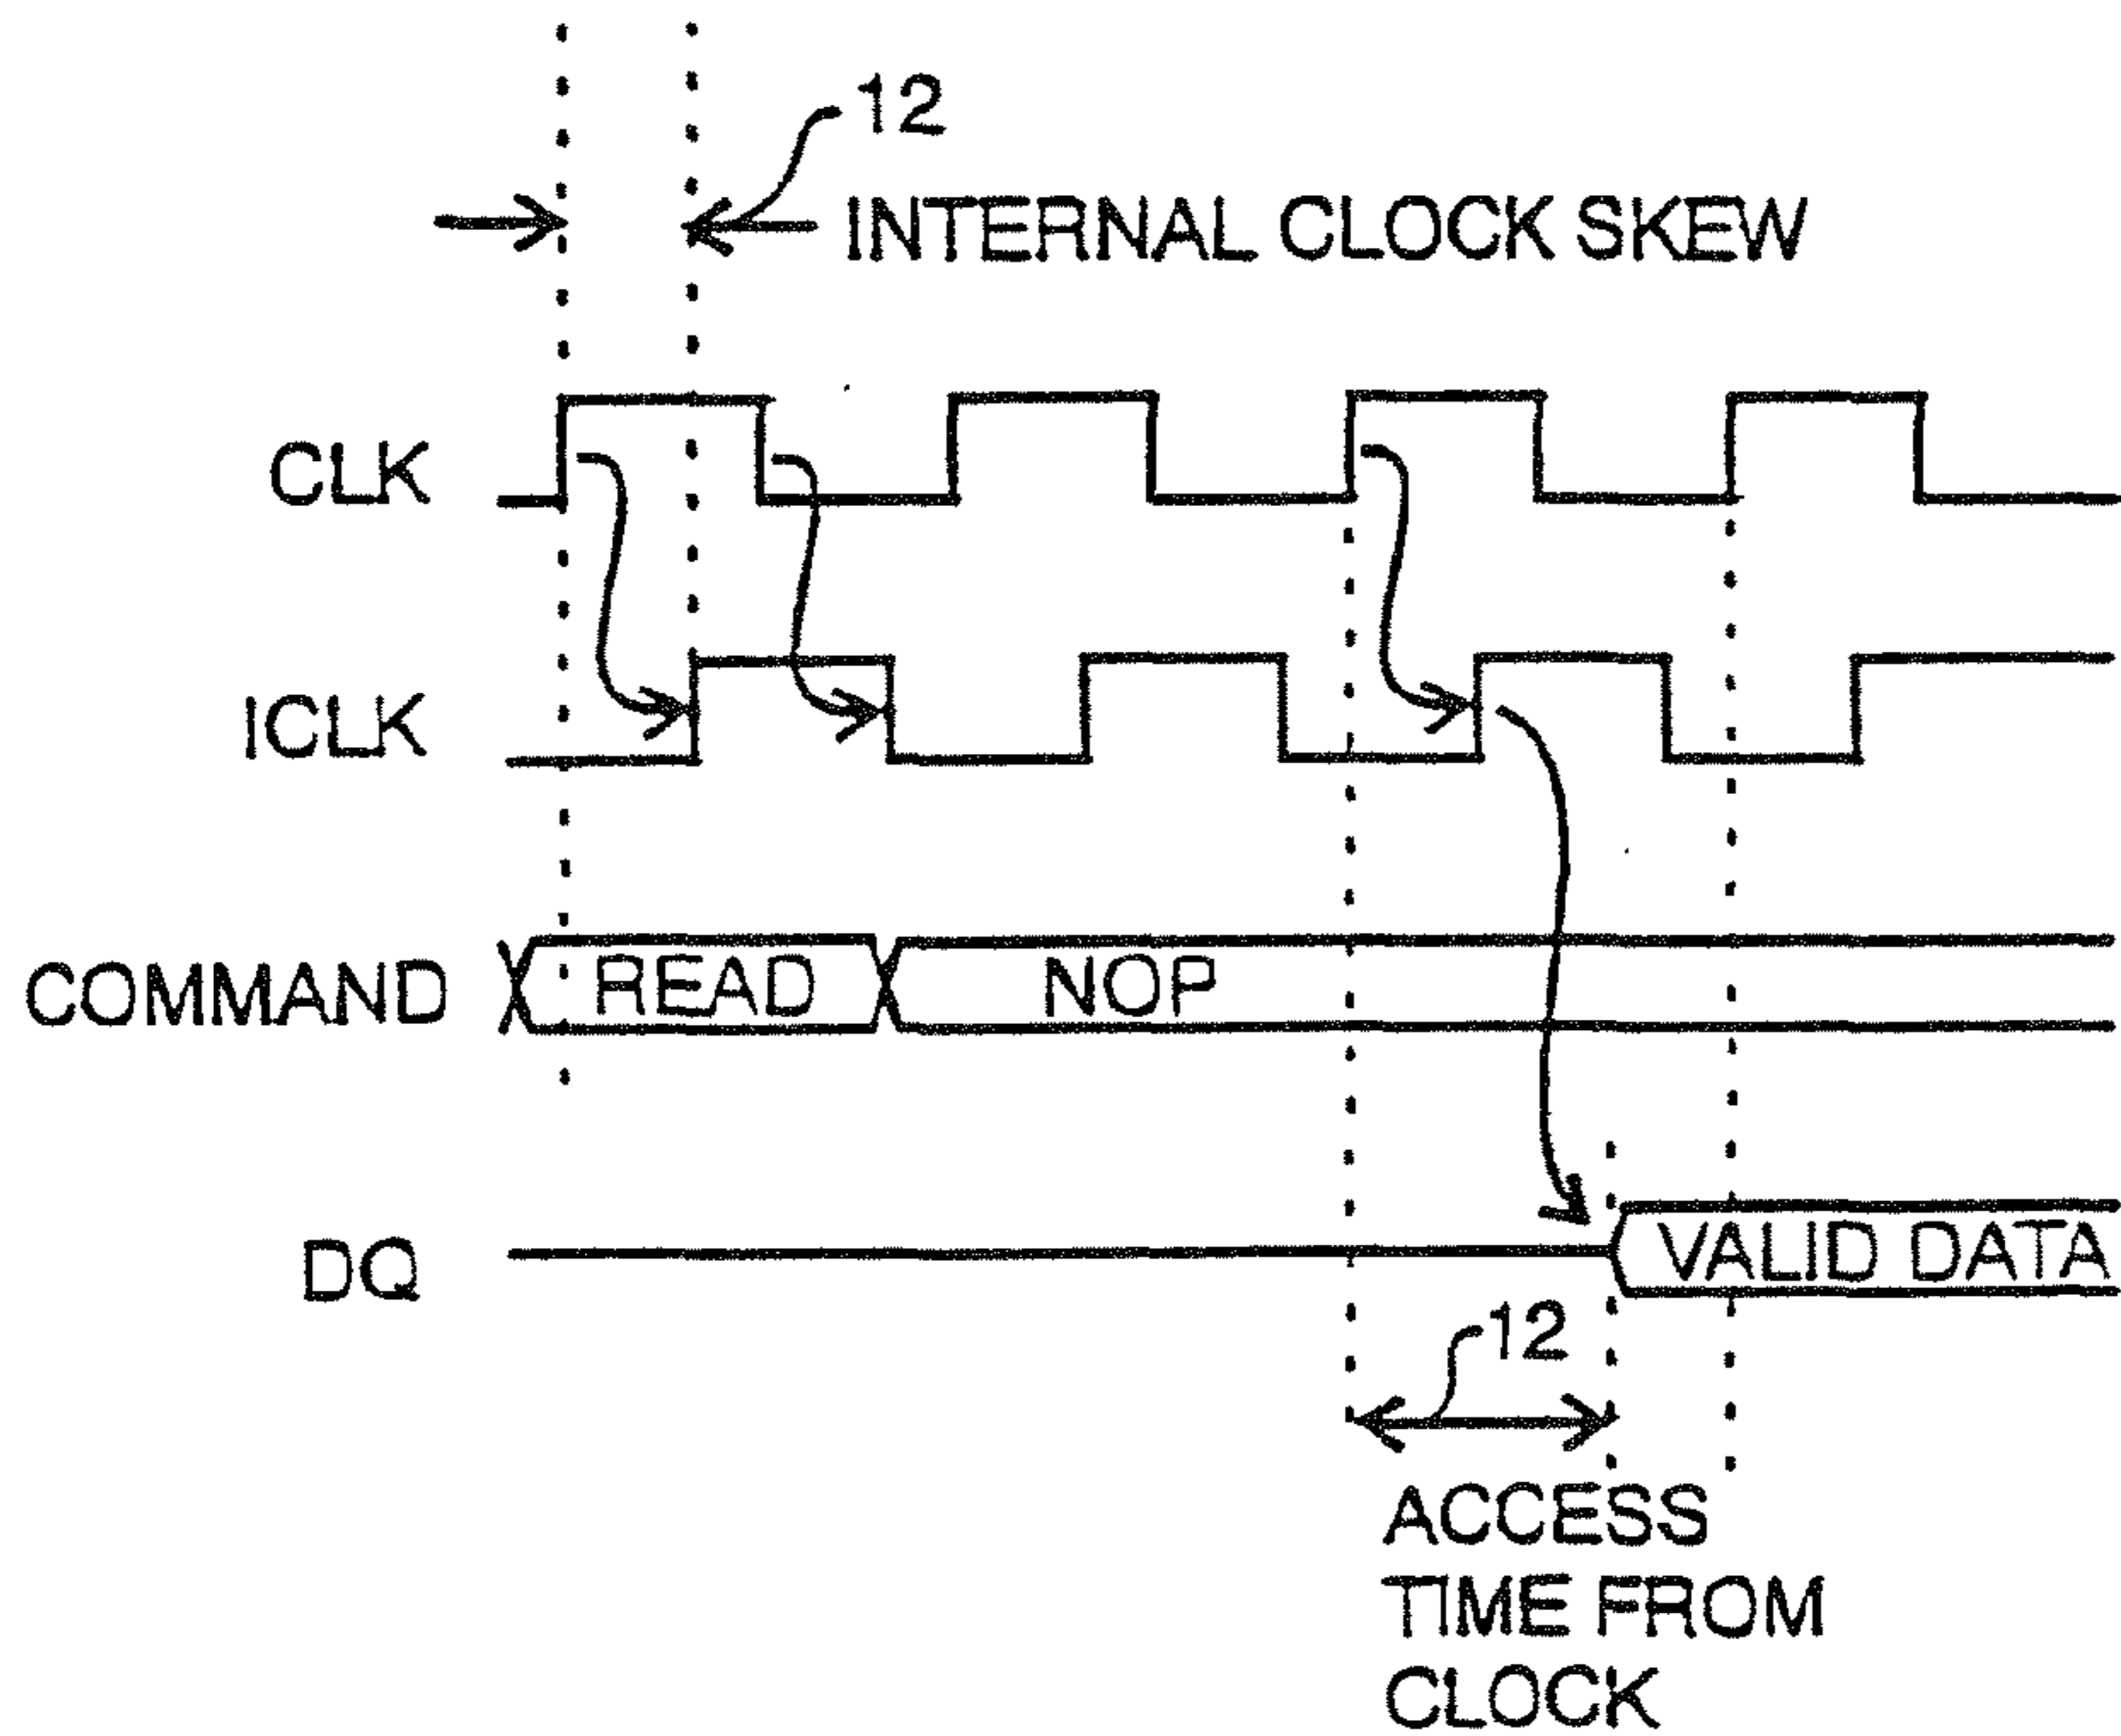 12
INTERNAL CLOCK SKEW
CLK
ICLK
COMMAND READ NOP
DQ VALID DATA
12
ACCESS
TIME FROM
CLOCK